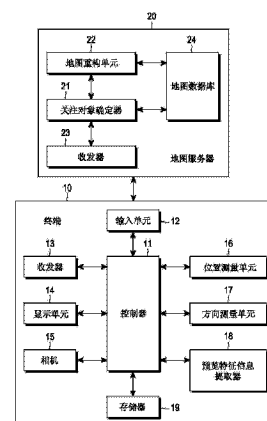 20
22
24
地图重构单元
21
地图数据库
关注对象确定器
23
收发器
地图服务器
10
终端
输入单元
12
13
11
16
收发器
位置测量单元
14
17
显示单元
控制器
方向测量单元
15
18
相机
预览特征信息
提取器
存储器
19